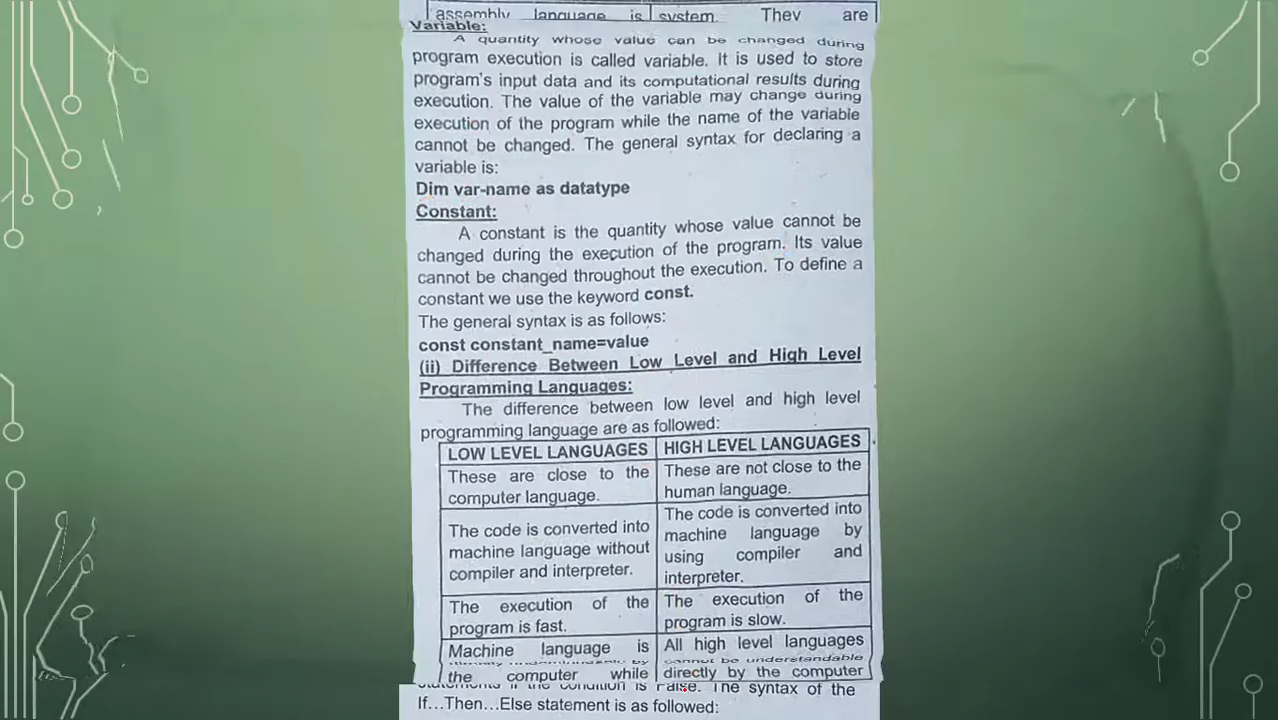 assembly language is system. They are
Variable:
A quantity whose value can be changed during
program execution is called variable. It is used to store
program's input data and its computational results during
execution. The value of the variable may change during
execution of the program while the name of the variable
cannot be changed. The general syntax for declaring a
variable is:
Dim var-name as datatype
Constant:
A constant is the quantity whose value cannot be
changed during the execution of the program. Its value
cannot be changed throughout the execution. To define a
constant we use the keyword const.
The general syntax is as follows:
const constant_name=value
(ii) Difference Between Low Level and High Level
Programming Languages:
The difference between low level and high level
programming language are as followed:
LOW LEVEL LANGUAGES
HIGH LEVEL LANGUAGES
These are close to the
computer language.
These are not close to the
human language.
The code is converted into
machine language without
compiler and interpreter.
The code is converted into
machine language by
using compiler and
interpreter.
The execution of the
program is fast.
The execution of the
program is slow.
Machine language is
by
the computer while
All high level languages
cannot be understandable
directly by the computer
statements if the condition is False. The syntax of the
If...Then...Else statement is as followed: